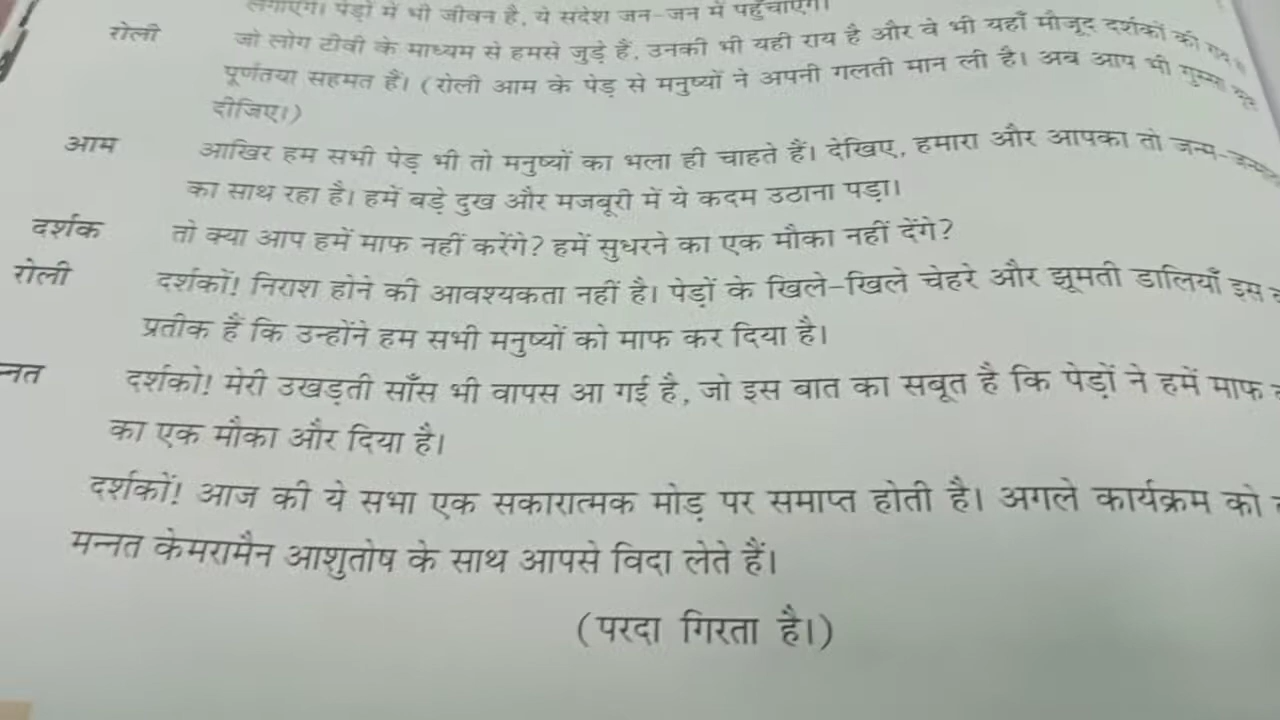 लगाएंगे। पेड़ों में भी जीवन है, ये संदेश जन-जन में पहुँचाएंगे।
रोली जो लोग टीवी के माध्यम से हमसे जुड़े हैं, उनकी भी यही राय है और वे भी यहाँ मौजूद दर्शकों की
पूर्णतया सहमत हैं। (रोली आम के पेड़ से मनुष्यों ने अपनी गलती मान ली है। अब आप भी गुस्सा
दीजिए।)
आम आखिर हम सभी पेड़ भी तो मनुष्यों का भला ही चाहते हैं। देखिए, हमारा और आपका तो जन्म-
का साथ रहा है। हमें बड़े दुख और मजबूरी में ये कदम उठाना पड़ा।
दर्शक तो क्या आप हमें माफ नहीं करेंगे? हमें सुधरने का एक मौका नहीं देंगे?
रोली दर्शकों! निराश होने की आवश्यकता नहीं है। पेड़ों के खिले-खिले चेहरे और झूमती डालियाँ इस
प्रतीक हैं कि उन्होंने हम सभी मनुष्यों को माफ कर दिया है।
न्नत दर्शको! मेरी उखड़ती साँस भी वापस आ गई है, जो इस बात का सबूत है कि पेड़ों ने हमें माफ
का एक मौका और दिया है।
दर्शकों! आज की ये सभा एक सकारात्मक मोड़ पर समाप्त होती है। अगले कार्यक्रम को
मन्नत केमरामैन आशुतोष के साथ आपसे विदा लेते हैं।
(परदा गिरता है।)